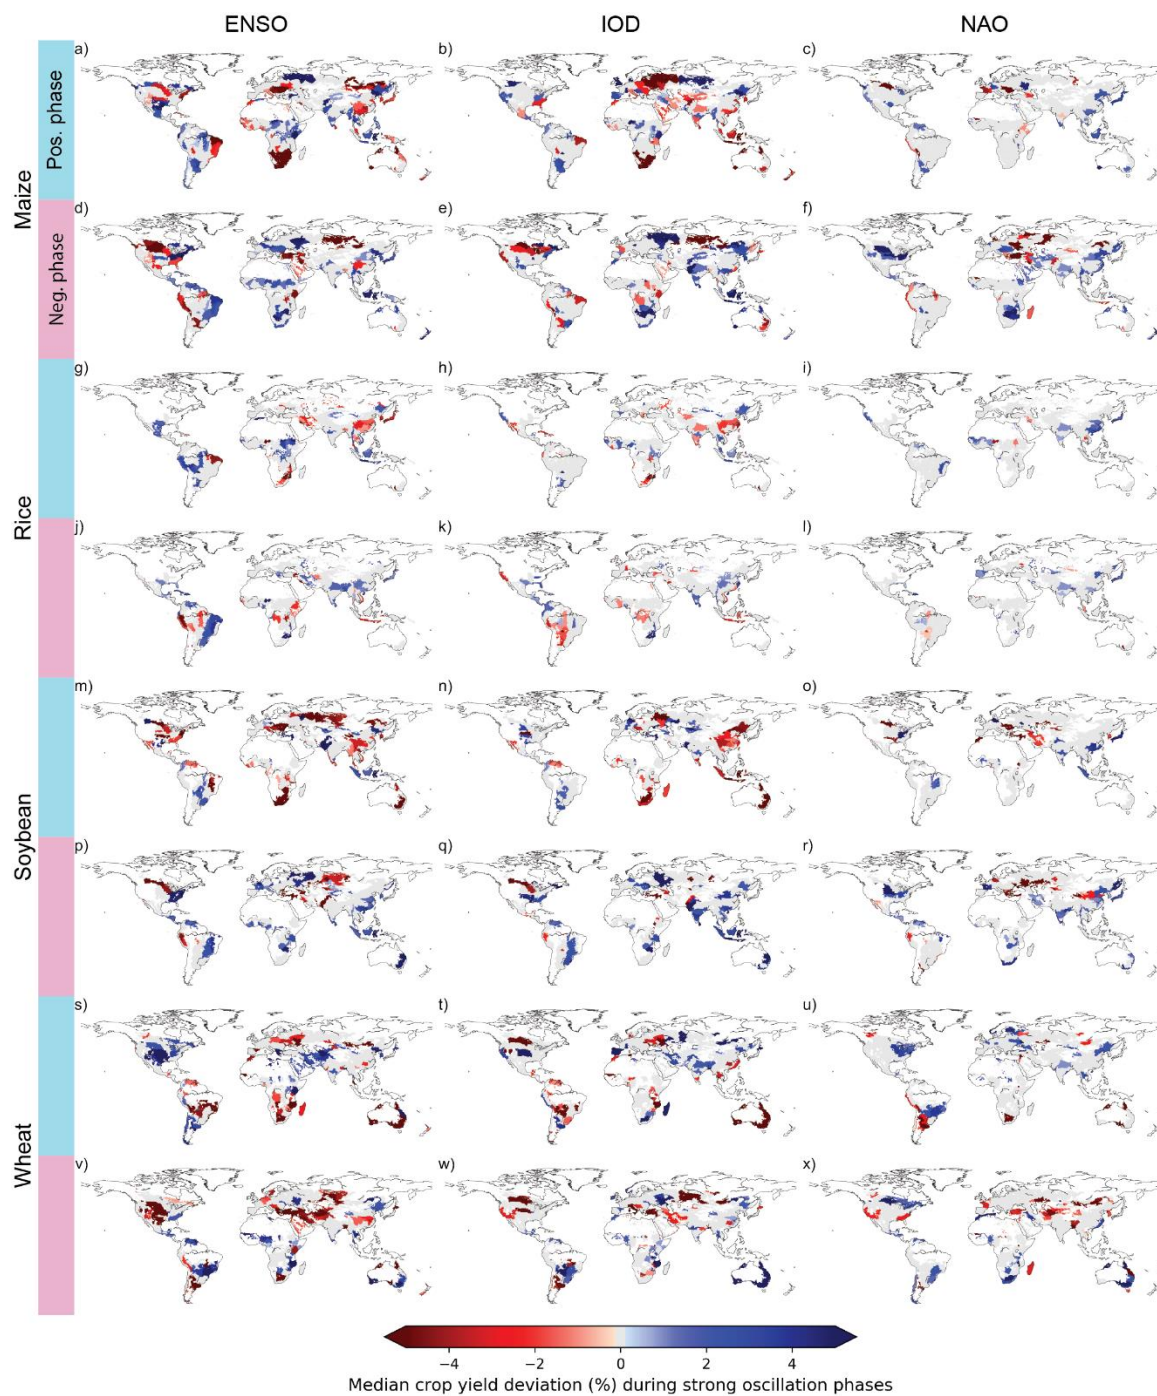 ENSO IOD NAO
a) b) c)
Maize
Pos. phase
d) e) f)
Neg. phase
g) h) i)
Rice
j) k) l)
m) n) o)
Soybean
p) q) r)
s) t) u)
Wheat
v) w) x)
−4 −2 0 2 4
Median crop yield deviation (%) during strong oscillation phases